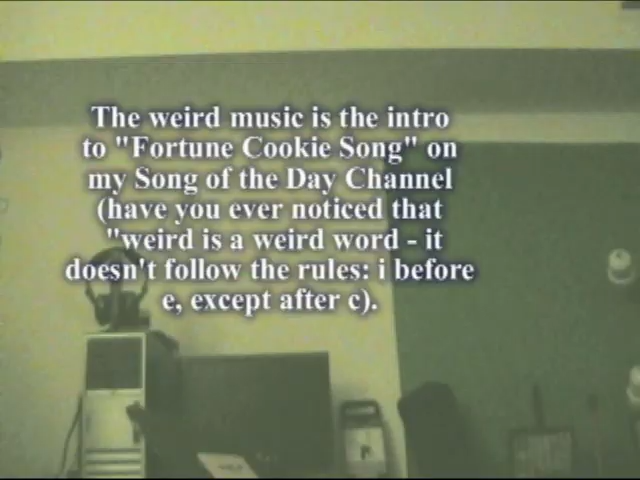 The weird music is the intro
to "Fortune Cookie Song" on
my Song of the Day Channel
(have you ever noticed that
"weird is a weird word - it
doesn't follow the rules: i before
e, except after c).